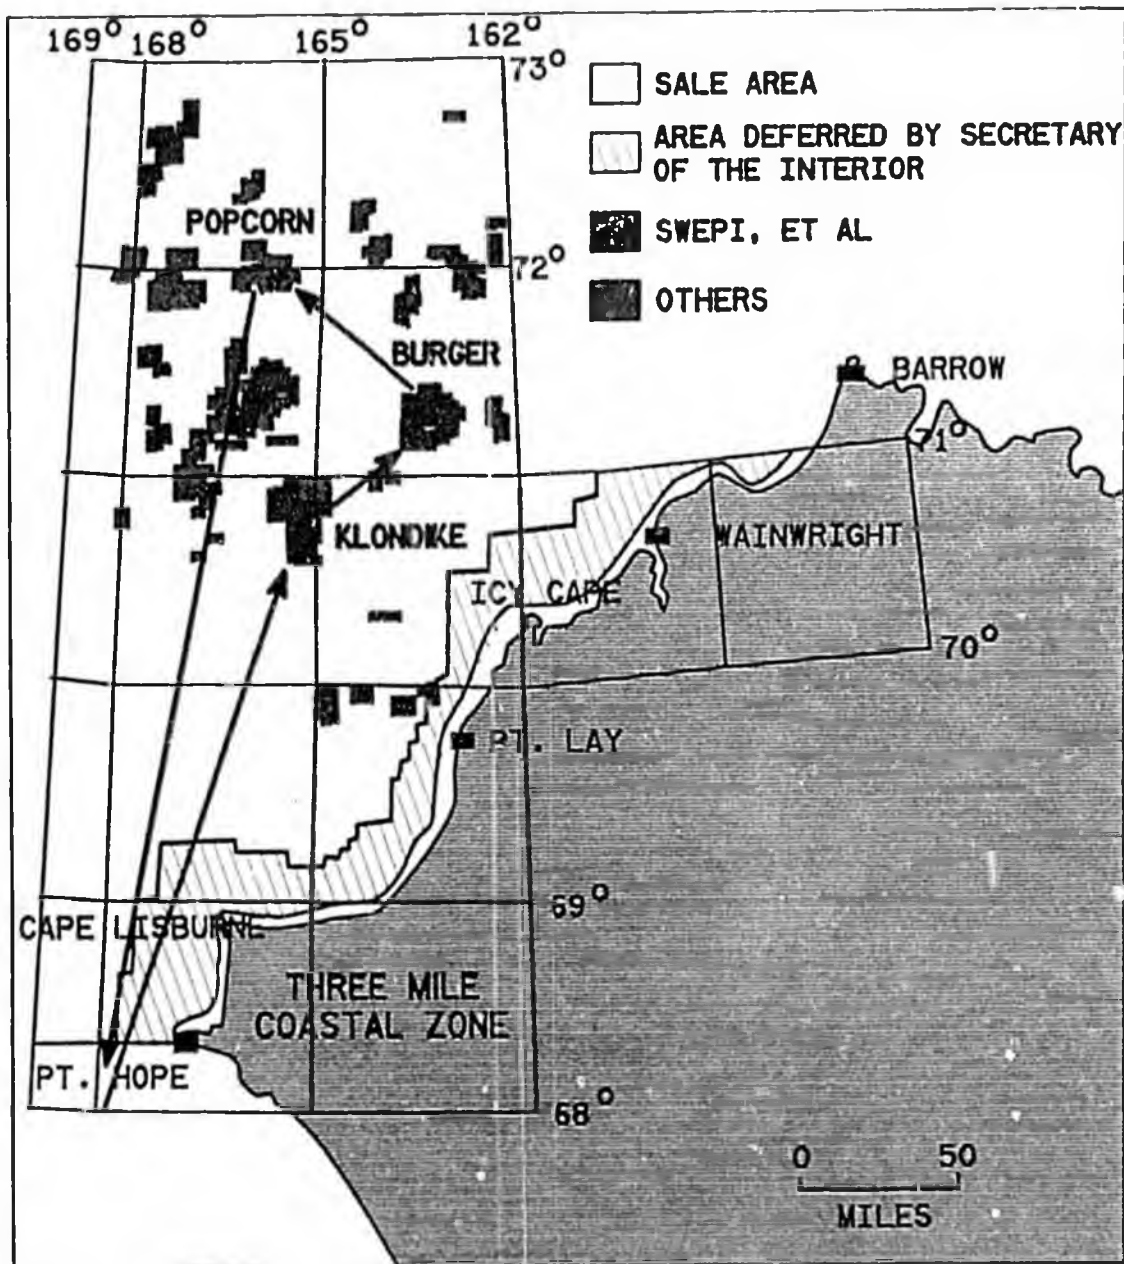 169° 168° 165° 162°
73°
SALE AREA
AREA DEFERRED BY SECRETARY
OF THE INTERIOR
POPCORN
SWEPI, ET AL
72°
OTHERS
BURGER
BARROW
71°
KLONDIKE
WAINWRIGHT
ICY CAPE
70°
PT. LAY
69°
CAPE LISBURNE
THREE MILE
COASTAL ZONE
PT. HOPE
68°
0 50
MILES